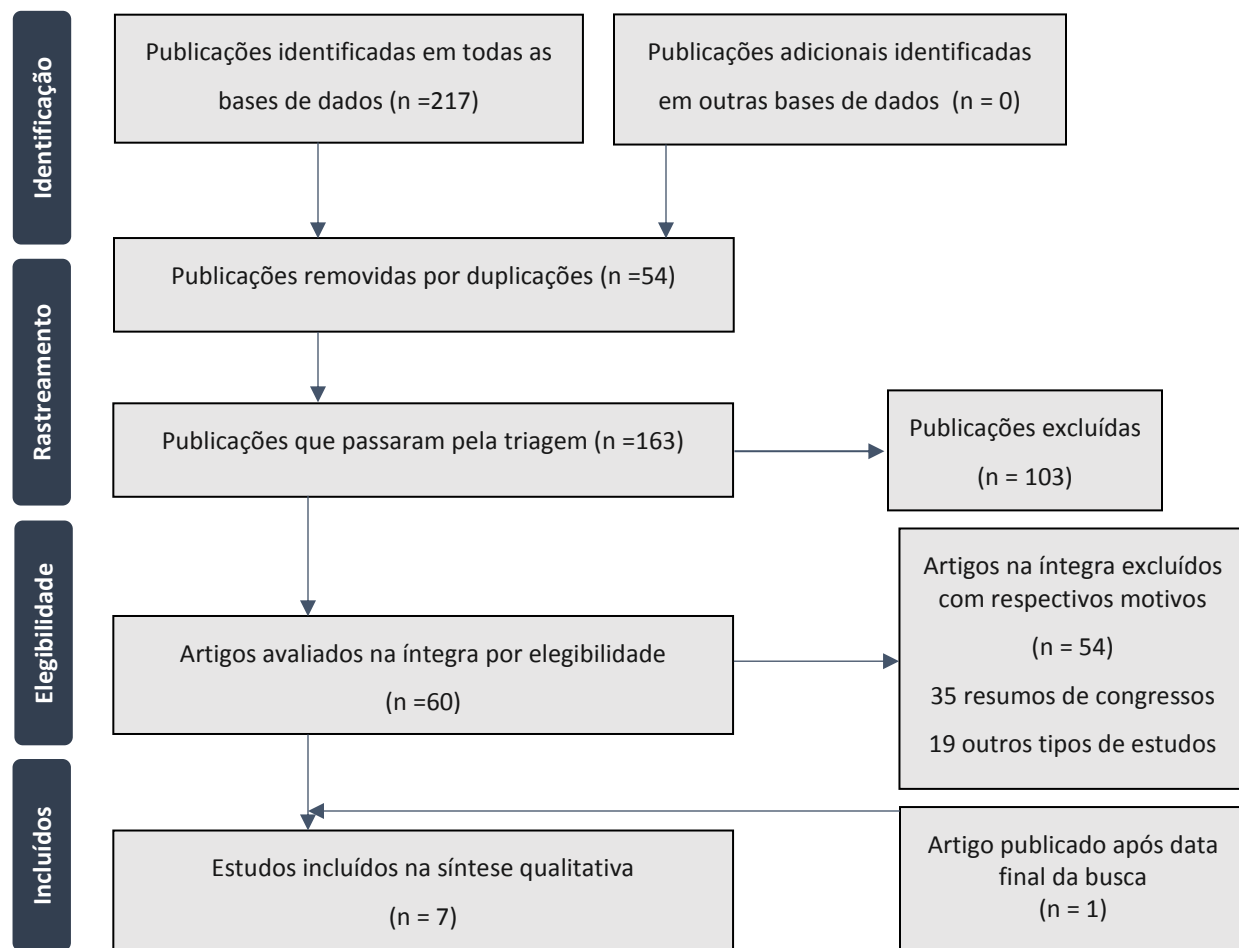 Identificação
Publicações identificadas em todas as
bases de dados (n =217)
Publicações adicionais identificadas
em outras bases de dados (n = 0)
Rastreamento
Publicações removidas por duplicações (n =54)
Publicações que passaram pela triagem (n =163)
Publicações excluídas
(n = 103)
Elegibilidade
Artigos avaliados na íntegra por elegibilidade
(n =60)
Artigos na íntegra excluídos
com respectivos motivos
(n = 54)
35 resumos de congressos
19 outros tipos de estudos
Incluídos
Estudos incluídos na síntese qualitativa
(n = 7)
Artigo publicado após data
final da busca
(n = 1)